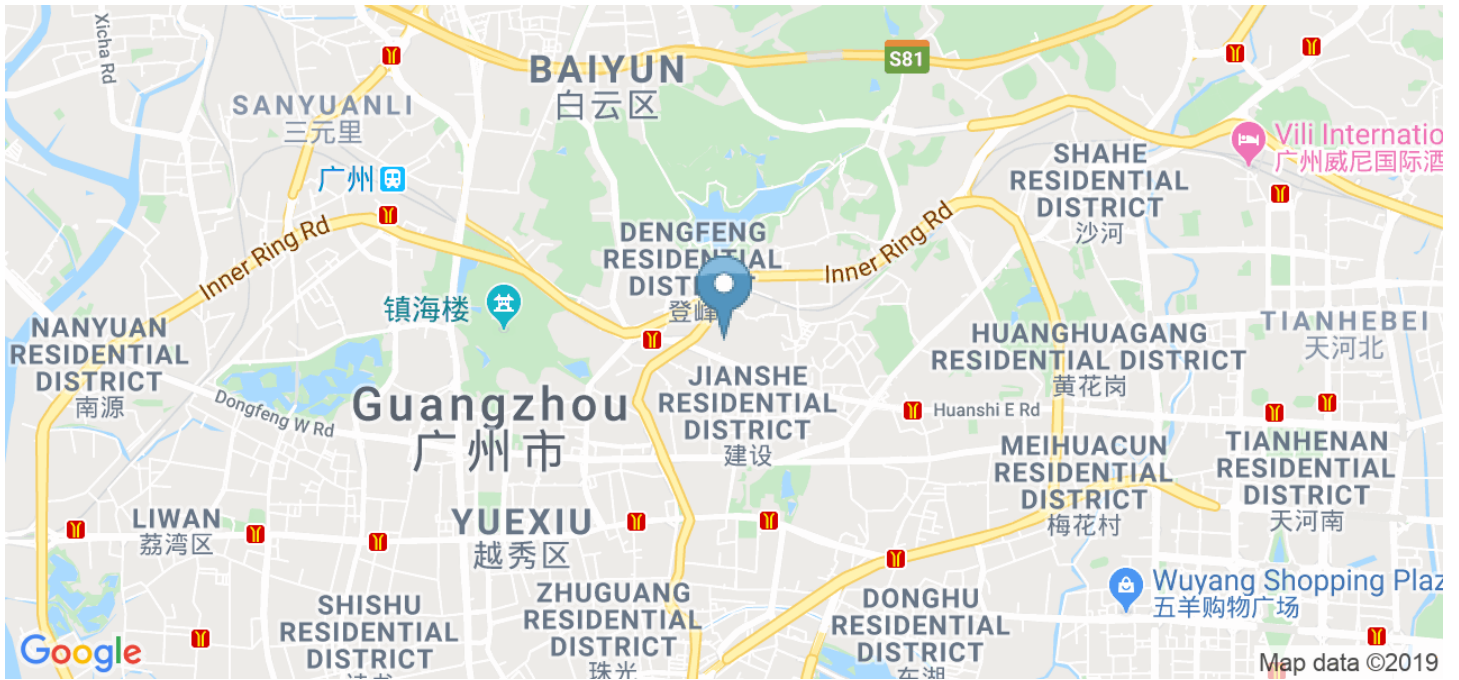 Xicha Rd
BAIYUN
白云区
S81
SANYUANLI
三元里
广州
Vili Internatio
广州威尼国际酒
SHAHE
RESIDENTIAL
DISTRICT
沙河
DENGFENG
RESIDENTIAL
DISTRICT
登峰
Inner Ring Rd
Inner Ring Rd
镇海楼
NANYUAN
RESIDENTIAL
DISTRICT
南源
HUANGHUAGANG
RESIDENTIAL DISTRICT
黄花岗
TIANHEBEI
天河北
JIANSHE
RESIDENTIAL
DISTRICT
建设
Guangzhou
广州市
Dongfeng W Rd
Huanshi E Rd
MEIHUACUN
RESIDENTIAL
DISTRICT
梅花村
TIANHENAN
RESIDENTIAL
DISTRICT
天河南
LIWAN
荔湾区
YUEXIU
越秀区
Wuyang Shopping Plaz
五羊购物广场
ZHUGUANG
RESIDENTIAL
DISTRICT
珠光
DONGHU
RESIDENTIAL
DISTRICT
东湖
SHISHU
RESIDENTIAL
DISTRICT
Google
Map data ©2019